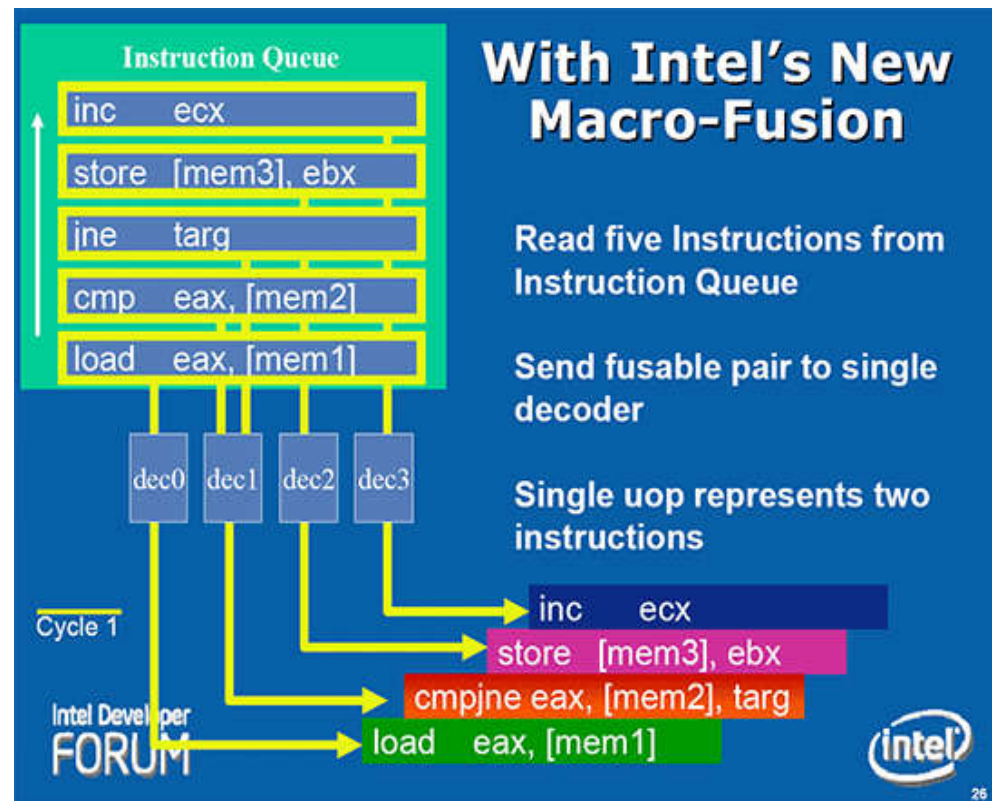 Instruction Queue
inc ecx
store [mem3], ebx
jne targ
cmp eax, [mem2]
load eax, [mem1]
dec0 dec1 dec2 dec3
Cycle 1
With Intel's New
Macro-Fusion
Read five Instructions from
Instruction Queue
Send fusable pair to single
decoder
Single uop represents two
instructions
inc ecx
store [mem3], ebx
cmpjne eax, [mem2], targ
load eax, [mem1]
Intel Developer
FORUM
intel
26